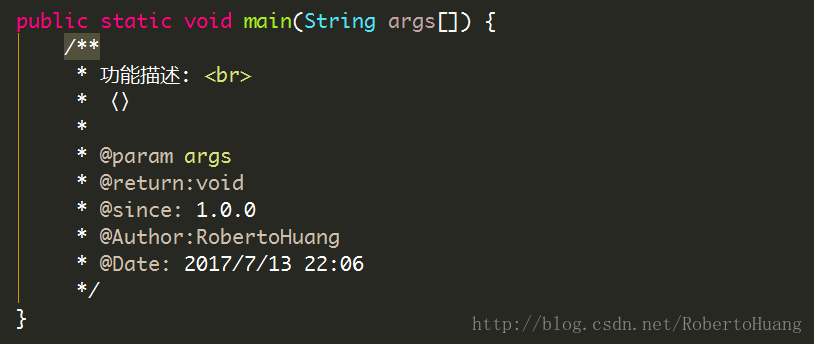 public static void main(String args[]) {
/**
* 功能描述: <br>
* 〈〉
*
* @param args
* @return:void
* @since: 1.0.0
* @Author:RobertoHuang
* @Date: 2017/7/13 22:06
*/
}
http://blog.csdn.net/RobertoHuang